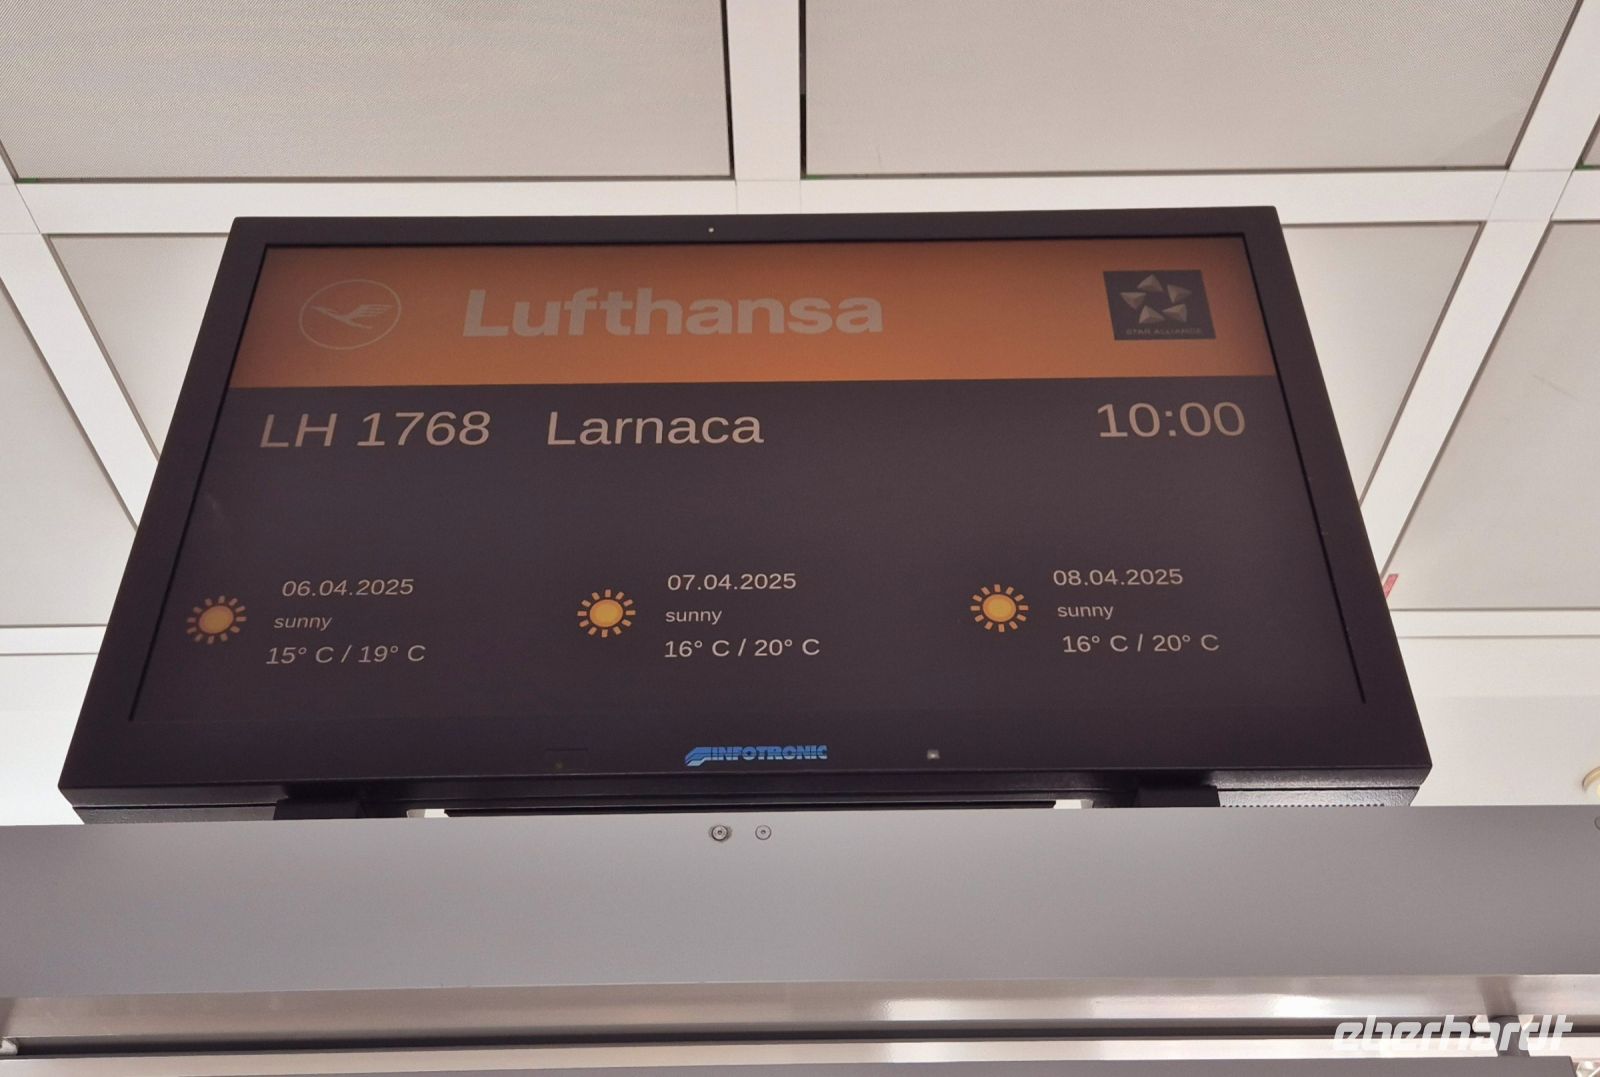 Lufthansa
STAR ALLIANCE
LH 1768 Larnaca 10:00
06.04.2025
sunny
15° C / 19° C
07.04.2025
sunny
16° C / 20° C
08.04.2025
sunny
16° C / 20° C
INFOTRONIC
eberhardt